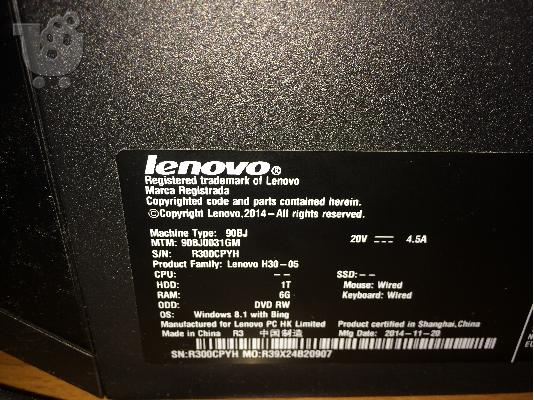 lenovo®
Registered trademark of Lenovo
Marca Registrada
Copyrighted code and parts contained herein.
©Copyright Lenovo,2014-All rights reserved.
Machine Type: 90BJ
20V 4.5A
MTM: 90BJ0031GM
S/N: R300CPYH
Product Family: Lenovo H30-05
CPU: -- SSD: --
HDD: 1T Mouse: Wired
RAM: 6G Keyboard: Wired
ODD: DVD RW
OS: Windows 8.1 with Bing
Manufactured for Lenovo PC HK Limited Product certified in Shanghai,China
Made in China R3 中国制造 Mfg Date: 2014-11-20
SN:R300CPYH MO:R39X24B20907